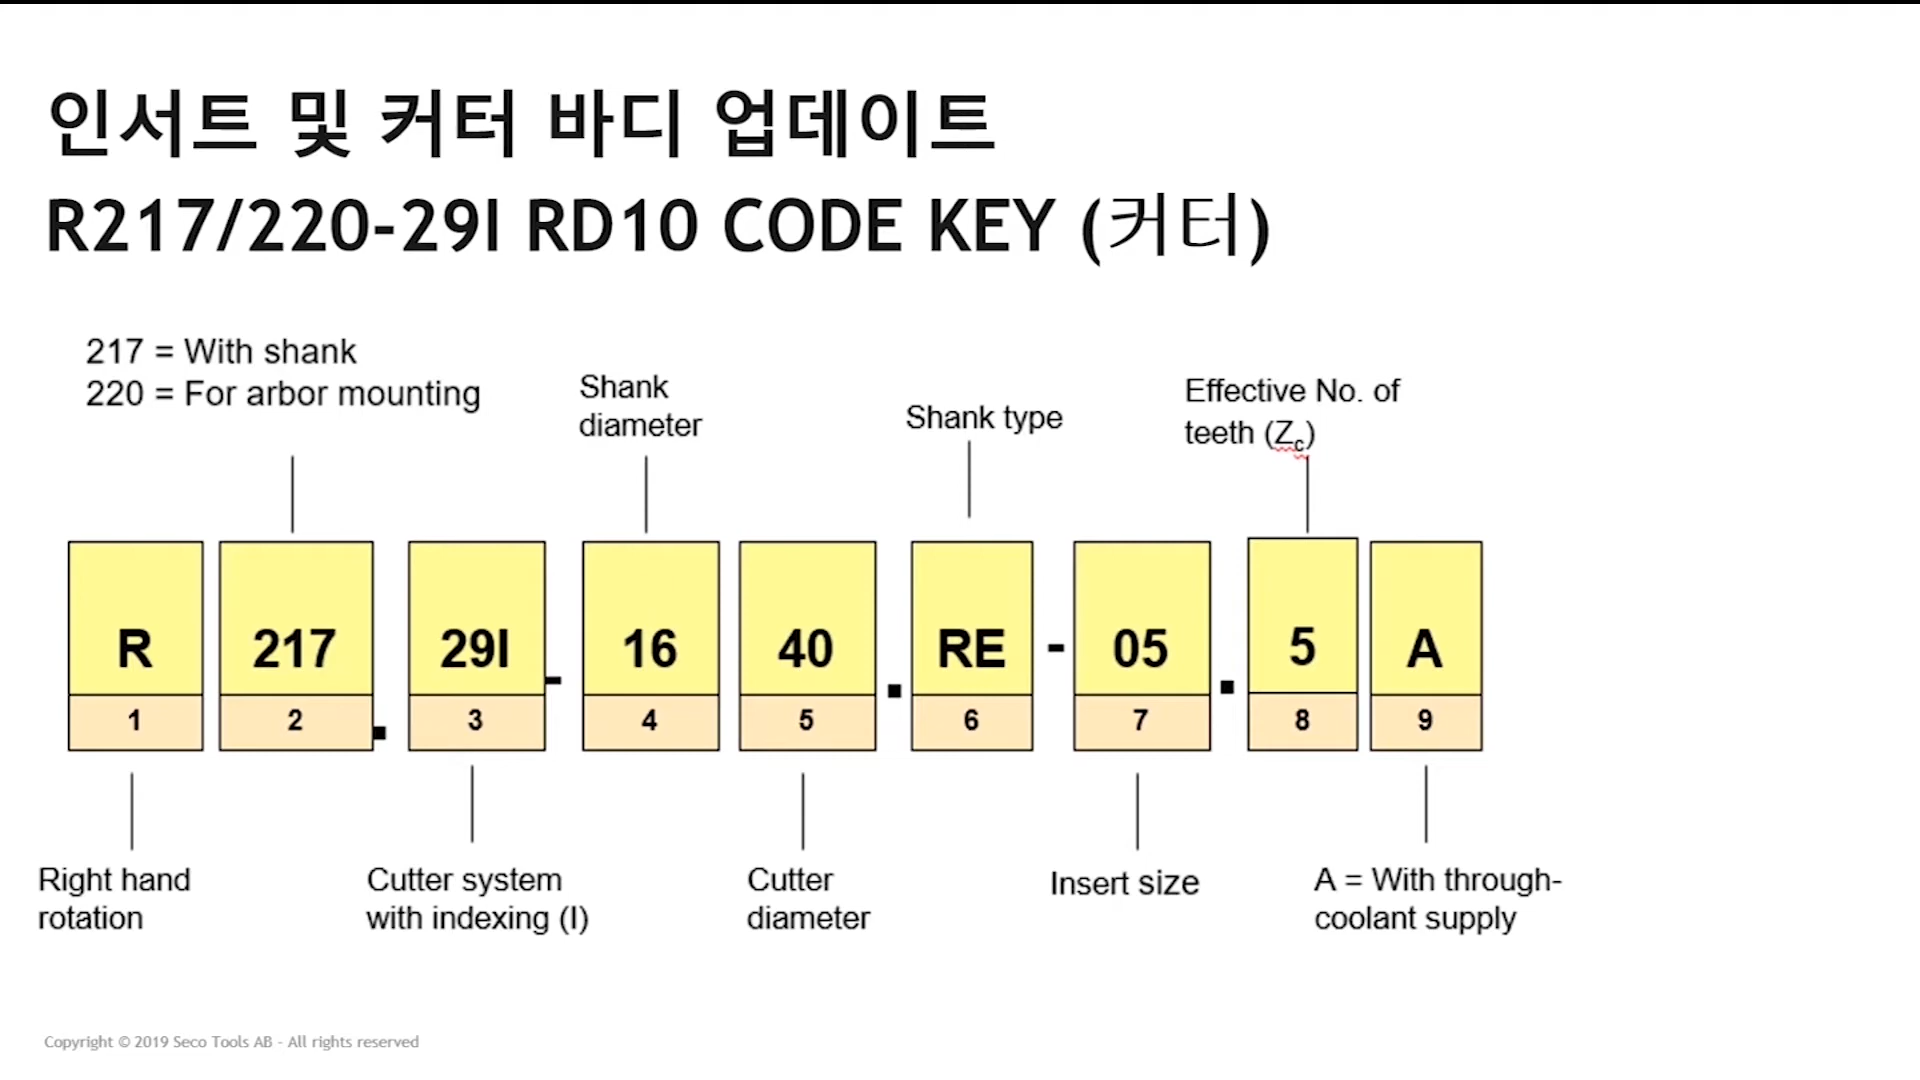 인서트 및 커터 바디 업데이트
R217/220-29I RD10 CODE KEY (커터)
217 = With shank
220 = For arbor mounting
Shank
diameter
Shank type
Effective No. of
teeth (Zc)
R 217 . 29I - 16 40 . RE - 05 . 5 A
1 2 3 4 5 6 7 8 9
Right hand
rotation
Cutter system
with indexing (I)
Cutter
diameter
Insert size
A = With through-
coolant supply
Copyright © 2019 Seco Tools AB - All rights reserved